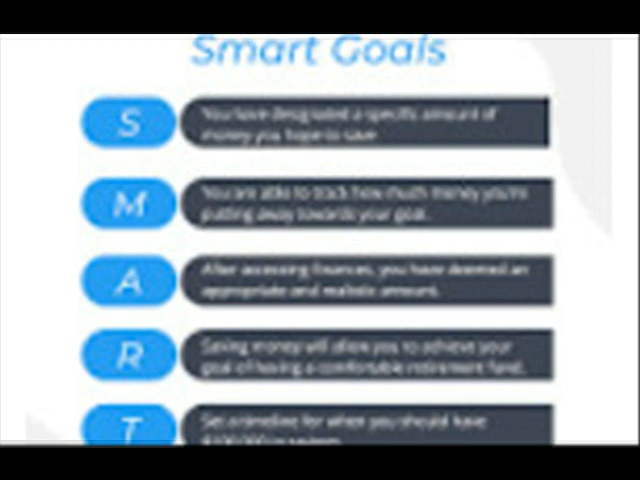 Smart Goals
S
You have designated a specific amount of
money you hope to save
M
You are able to track how much money you're
putting away towards your goal.
A
After assessing finances, you have deemed an
appropriate and realistic amount.
R
Saving money will allow you to achieve your
goal of having a comfortable retirement fund.
T
Set a timeline for when you should have